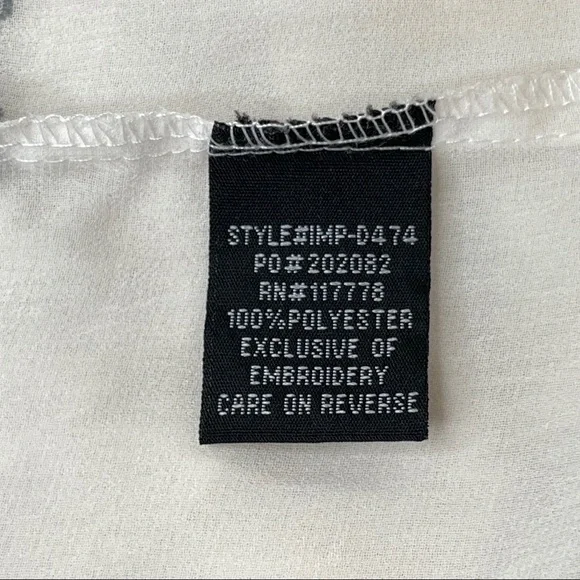 STYLE#IMP-D474
PO#202082
RN#117778
100%POLYESTER
EXCLUSIVE OF
EMBROIDERY
CARE ON REVERSE